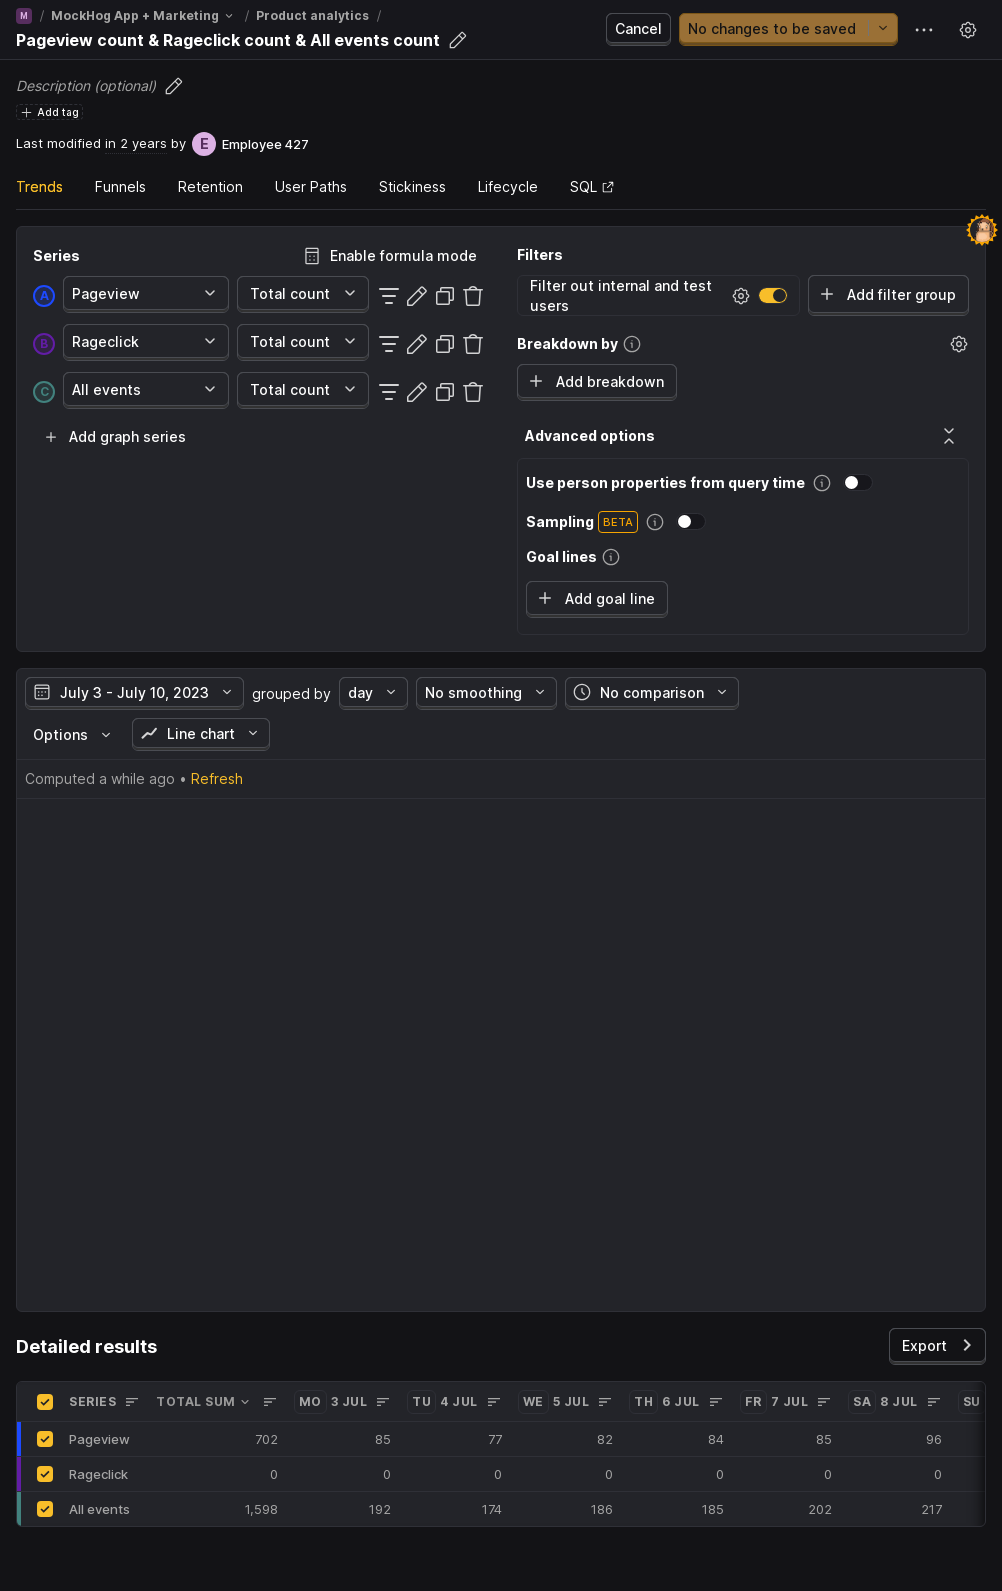 M / MockHog App + Marketing / Product analytics /
Pageview count & Rageclick count & All events count
Cancel
No changes to be saved
Description (optional)
Add tag
Last modified in 2 years by E Employee 427
Trends Funnels Retention User Paths Stickiness Lifecycle SQL
Series
Enable formula mode
A Pageview Total count
B Rageclick Total count
C All events Total count
Add graph series
Filters
Filter out internal and test
users
Add filter group
Breakdown by
Add breakdown
Advanced options
Use person properties from query time
Sampling BETA
Goal lines
Add goal line
July 3 - July 10, 2023 grouped by day No smoothing No comparison
Options Line chart
Computed a while ago • Refresh
Detailed results
Export
SERIES TOTAL SUM MO 3 JUL TU 4 JUL WE 5 JUL TH 6 JUL FR 7 JUL SA 8 JUL SU
Pageview 702 85 77 82 84 85 96
Rageclick 0 0 0 0 0 0 0
All events 1,598 192 174 186 185 202 217